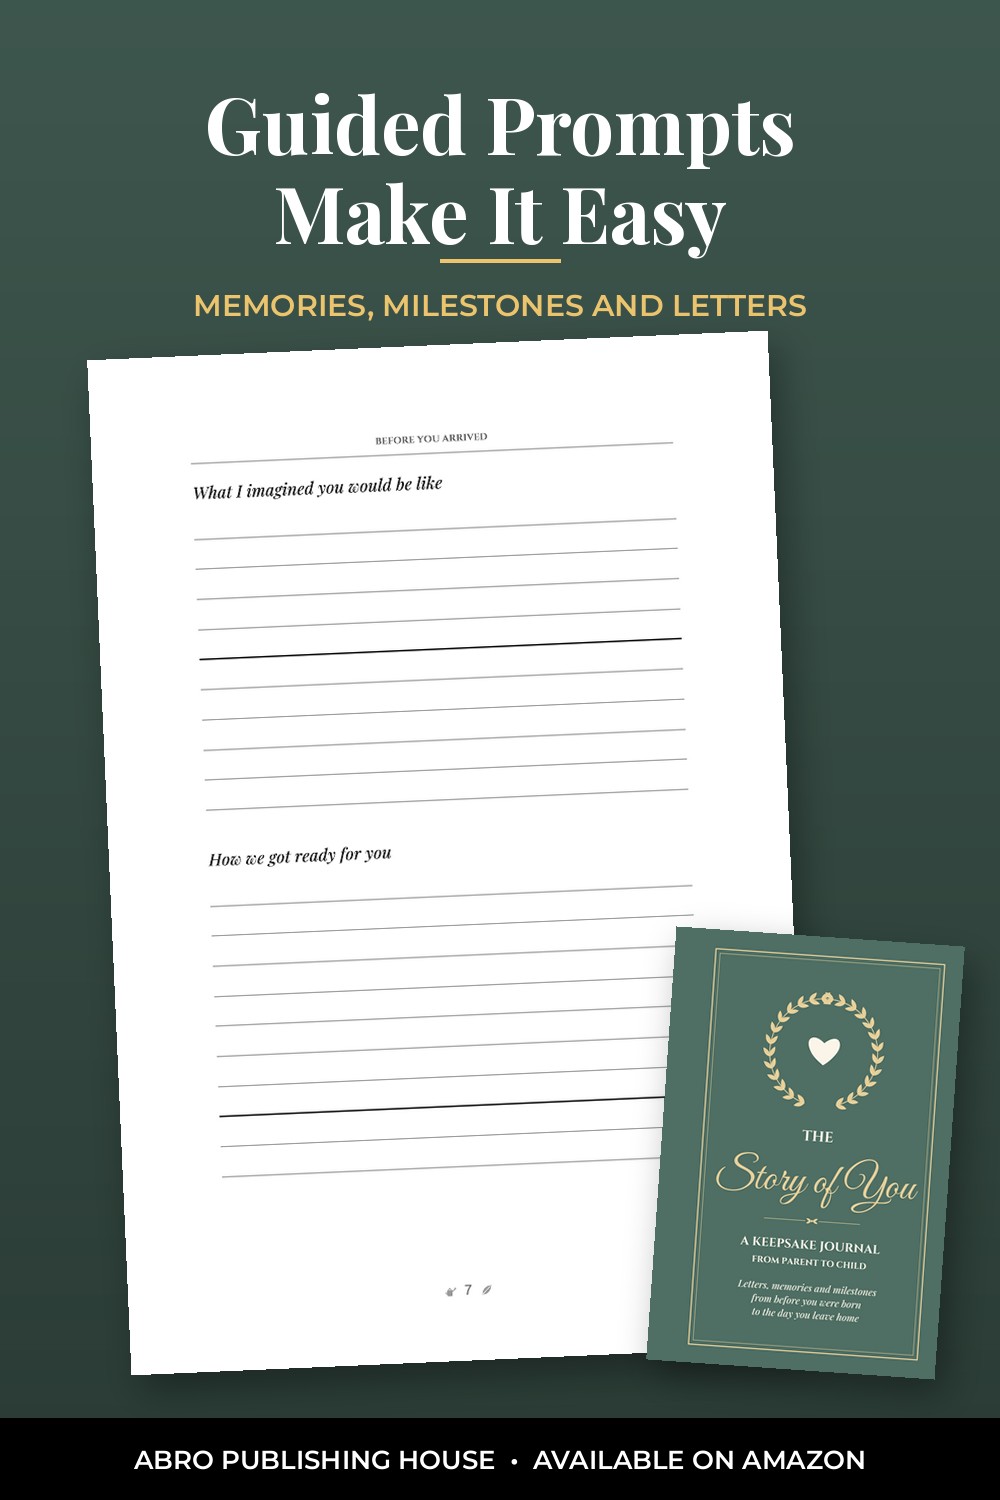 Guided Prompts
Make It Easy
MEMORIES, MILESTONES AND LETTERS
BEFORE YOU ARRIVED
What I imagined you would be like
How we got ready for you
7
THE
Story of You
A KEEPSAKE JOURNAL
FROM PARENT TO CHILD
Letters, memories and milestones
from before you were born
to the day you leave home
ABRO PUBLISHING HOUSE • AVAILABLE ON AMAZON